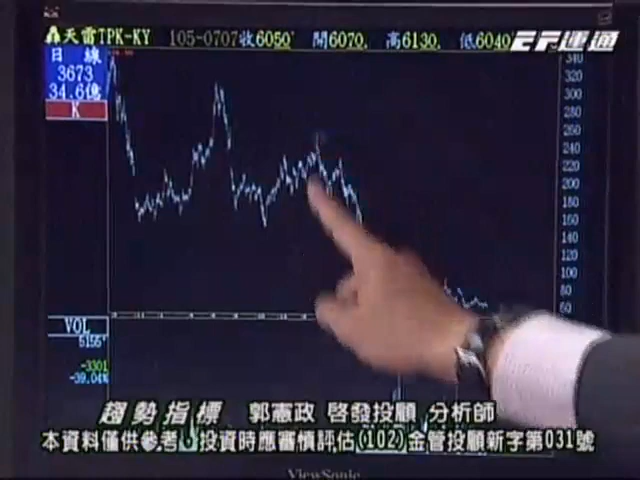 天雷TPK-KY 105-0707收6050' 開6070. 高6130. 低6040
EF運通
日 線
3673
34.6億
K
340
320
300
280
260
240
220
200
180
160
140
120
100
80
60
VOL
5155'
-3301
-39.04%
趨勢指標 郭憲政 啓發投顧 分析師
本資料僅供參考，投資時應審慎評估(102)金管投顧新字第031號
ViewSonic